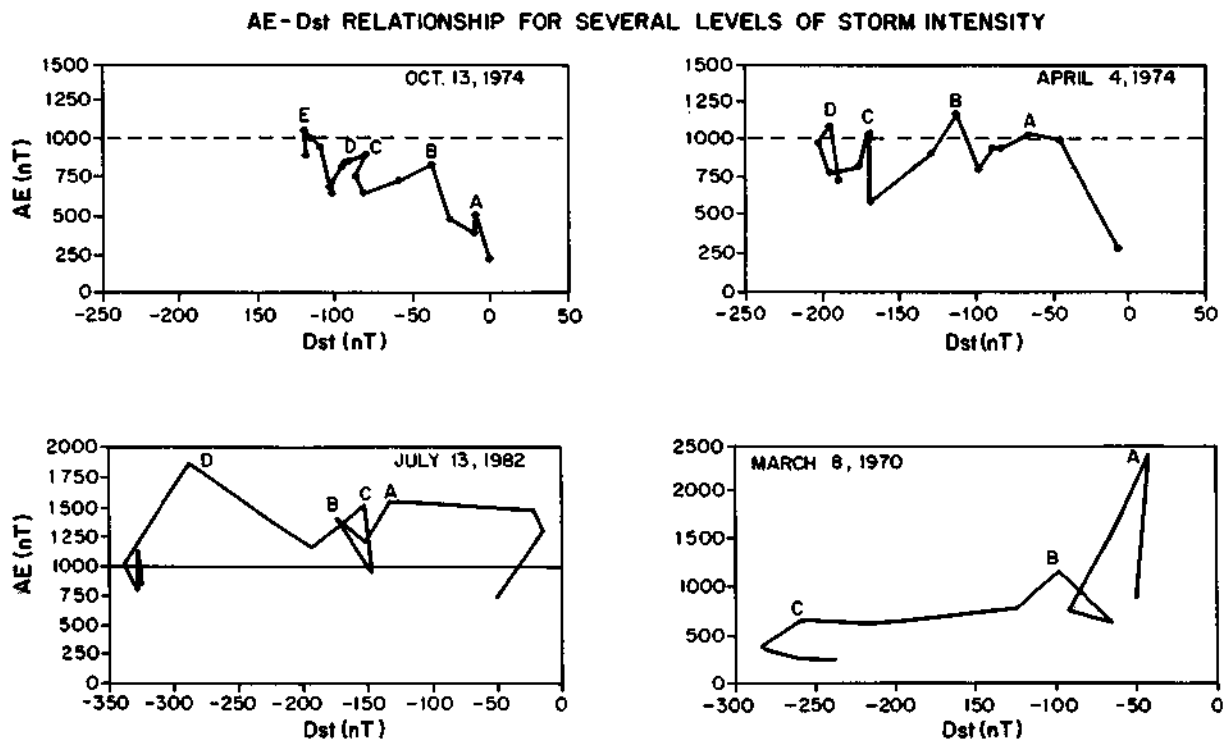 AE-Dst RELATIONSHIP FOR SEVERAL LEVELS OF STORM INTENSITY
OCT. 13, 1974
AE (nT)
1500
1250
1000
750
500
250
0
E
D
C
B
A
-250
-200
150
-100
-50
0
50
Dst (nT)
APRIL 4, 1974
AE (nT)
1500
1250
1000
750
500
250
0
D
C
B
A
-250
-200
-150
-100
-50
0
50
Dst (nT)
JULY 13, 1982
AE (nT)
2000
1750
1500
1250
1000
750
500
250
0
D
B
C
A
-350
-300
-250
-200
-150
-100
-50
0
Dst (nT)
MARCH 8, 1970
AE (nT)
2500
2000
1500
1000
500
0
C
B
A
-300
-250
-200
-150
-100
-50
0
Dst (nT)